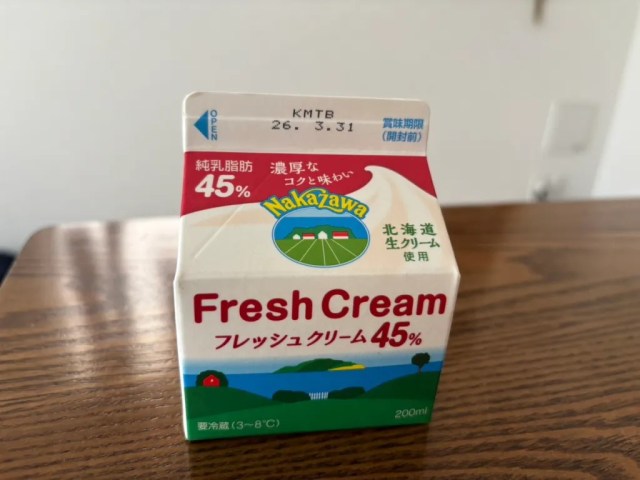 OPEN
KMTB
26. 3.31
賞味期限
(開封前)
純乳脂肪
45%
濃厚な
コクと味わい
Nakazawa
北海道
生クリーム
使用
Fresh Cream
フレッシュクリーム45%
200ml
要冷蔵(3~8℃)